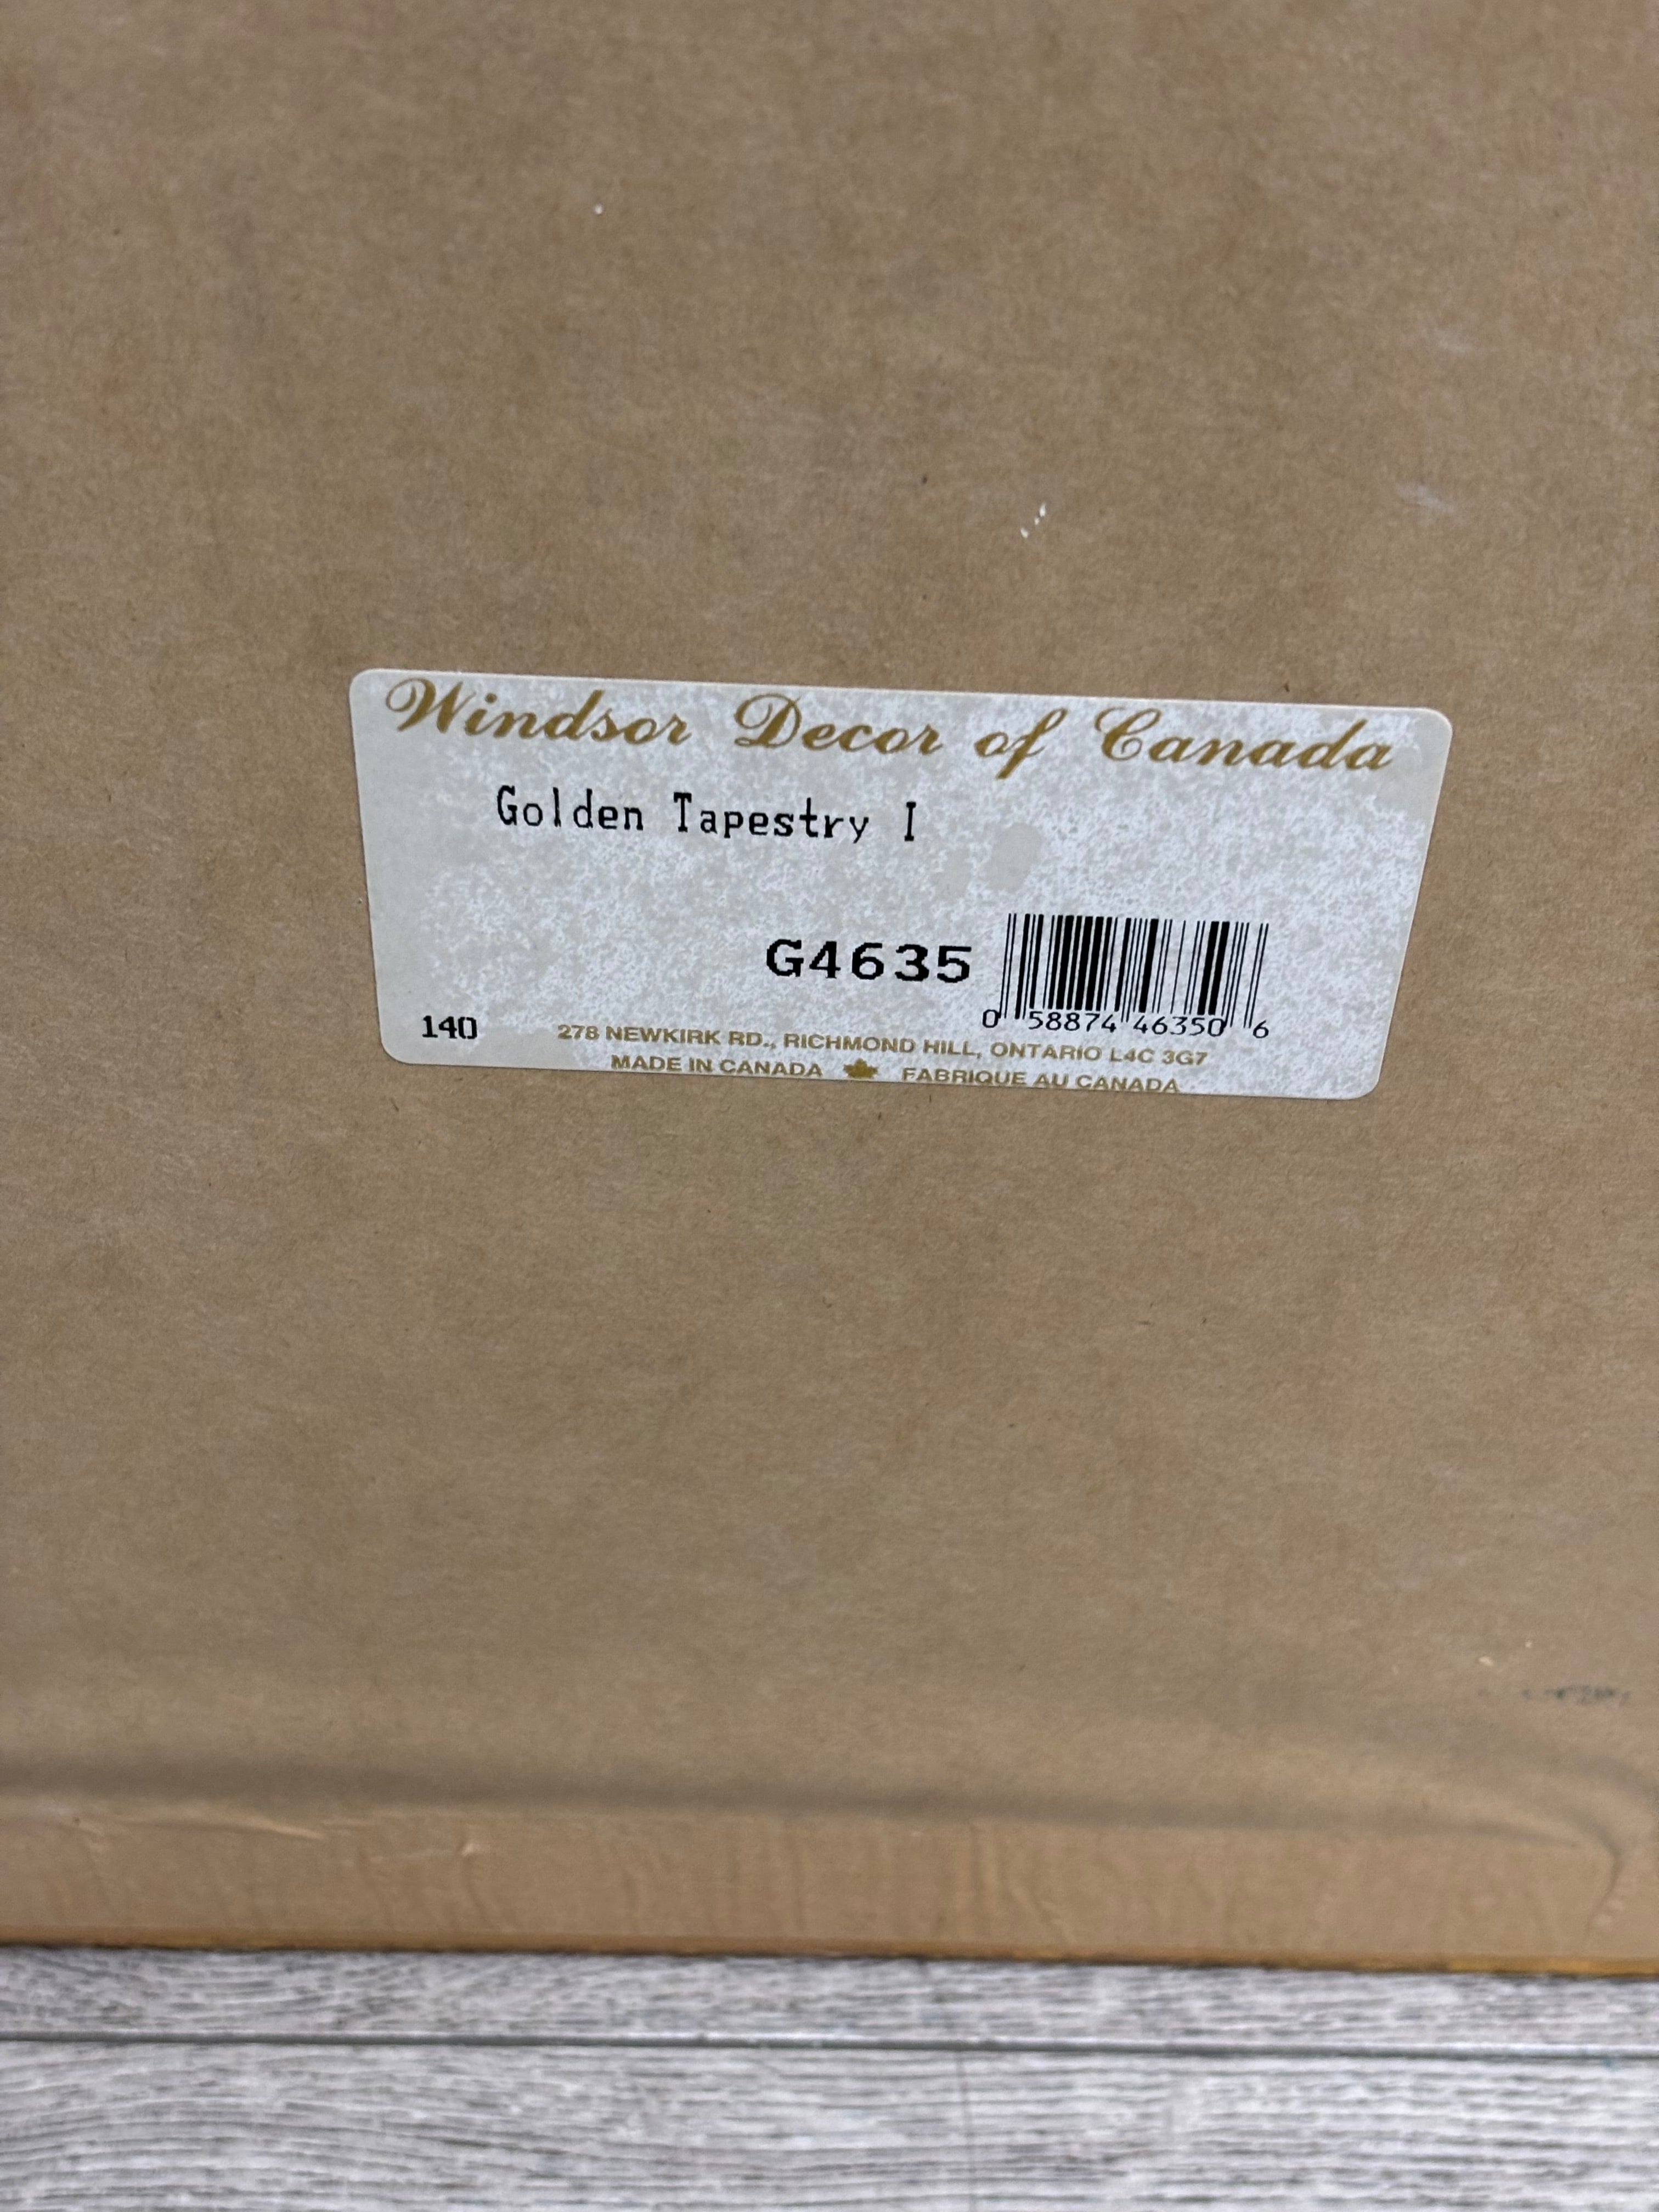 Windsor Decor of Canada
Golden Tapestry I
G4635
0 58874 46350 6
140
278 NEWKIRK RD., RICHMOND HILL, ONTARIO L4C 3G7
MADE IN CANADA FABRIQUE AU CANADA